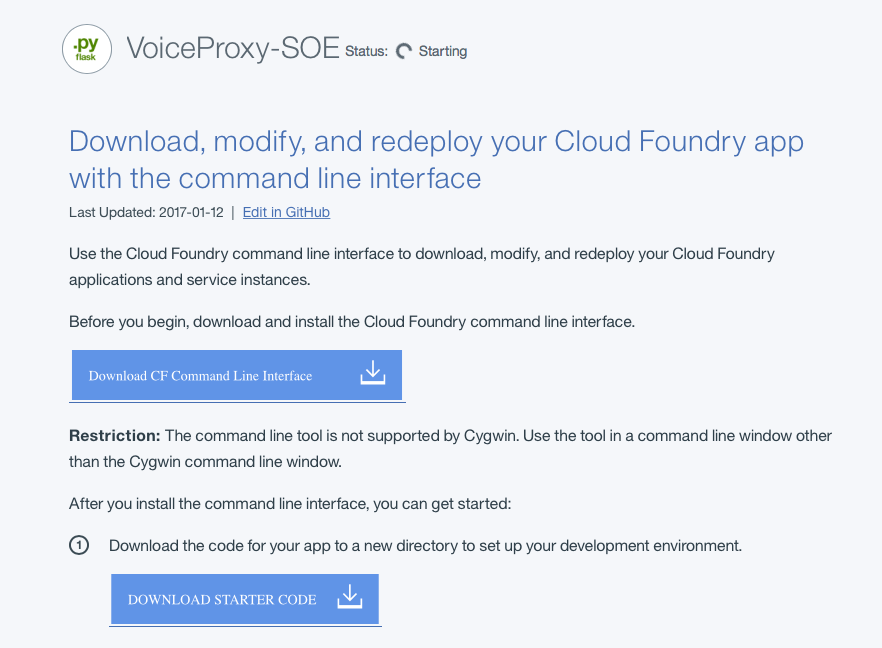 .py
flask
VoiceProxy-SOE Status: Starting
Download, modify, and redeploy your Cloud Foundry app
with the command line interface
Last Updated: 2017-01-12 | Edit in GitHub
Use the Cloud Foundry command line interface to download, modify, and redeploy your Cloud Foundry
applications and service instances.
Before you begin, download and install the Cloud Foundry command line interface.
Download CF Command Line Interface
Restriction: The command line tool is not supported by Cygwin. Use the tool in a command line window other
than the Cygwin command line window.
After you install the command line interface, you can get started:
1 Download the code for your app to a new directory to set up your development environment.
DOWNLOAD STARTER CODE